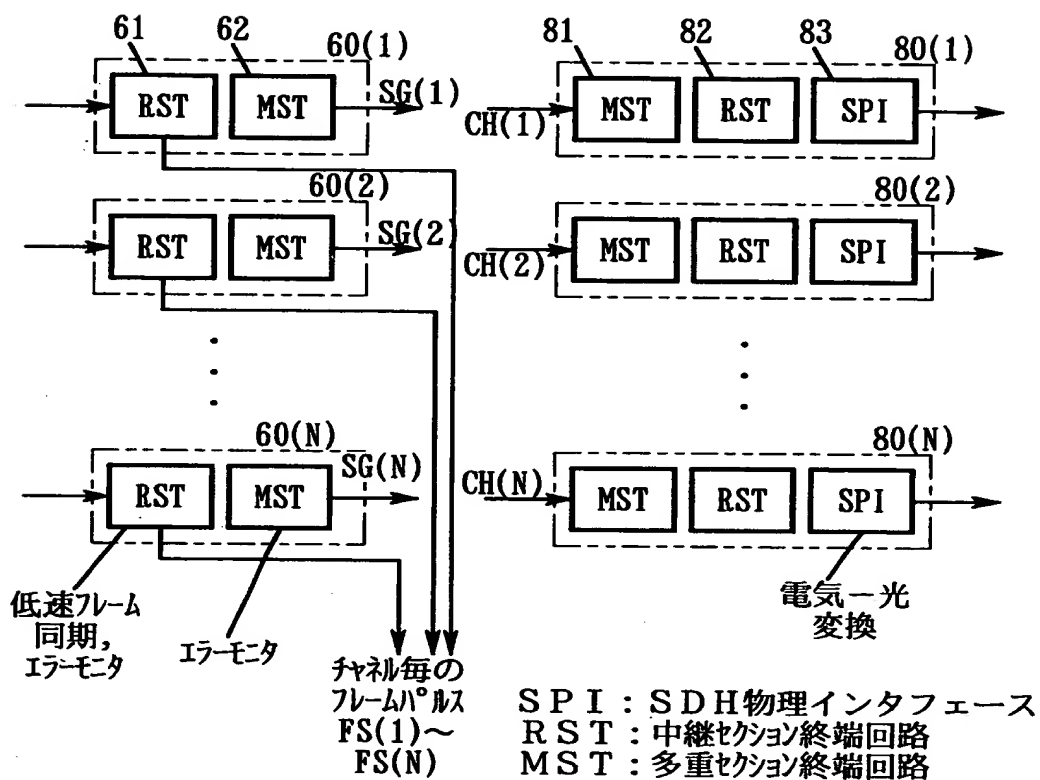 61
62
60(1)
RST
MST
SG(1)
81
82
83
80(1)
CH(1)
MST
RST
SPI
60(2)
RST
MST
SG(2)
80(2)
CH(2)
MST
RST
SPI
60(N)
RST
MST
SG(N)
80(N)
CH(N)
MST
RST
SPI
低速フレーム
同期,
エラーモニタ
エラーモニタ
チャネル毎の
フレームパルス
FS(1)～
FS(N)
電気－光
変換
SPI：SDH物理インタフェース
RST：中継セクション終端回路
MST：多重セクション終端回路